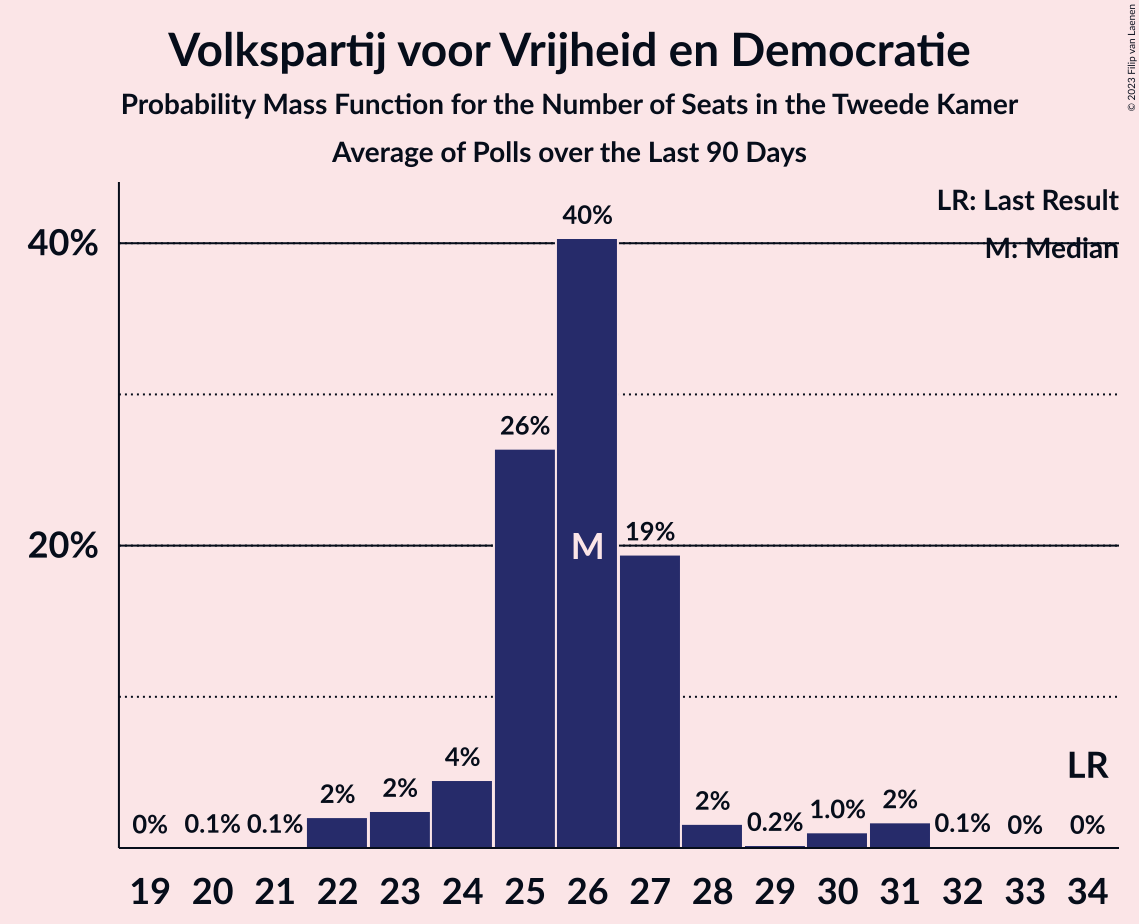 Volkspartij voor Vrijheid en Democratie
Probability Mass Function for the Number of Seats in the Tweede Kamer
Average of Polls over the Last 90 Days
© 2023 Filip van Laenen
LR: Last Result
M: Median
40%
20%
0%
0.1%
0.1%
2%
2%
4%
26%
40%
M
19%
2%
0.2%
1.0%
2%
0.1%
0%
LR
0%
19 20 21 22 23 24 25 26 27 28 29 30 31 32 33 34